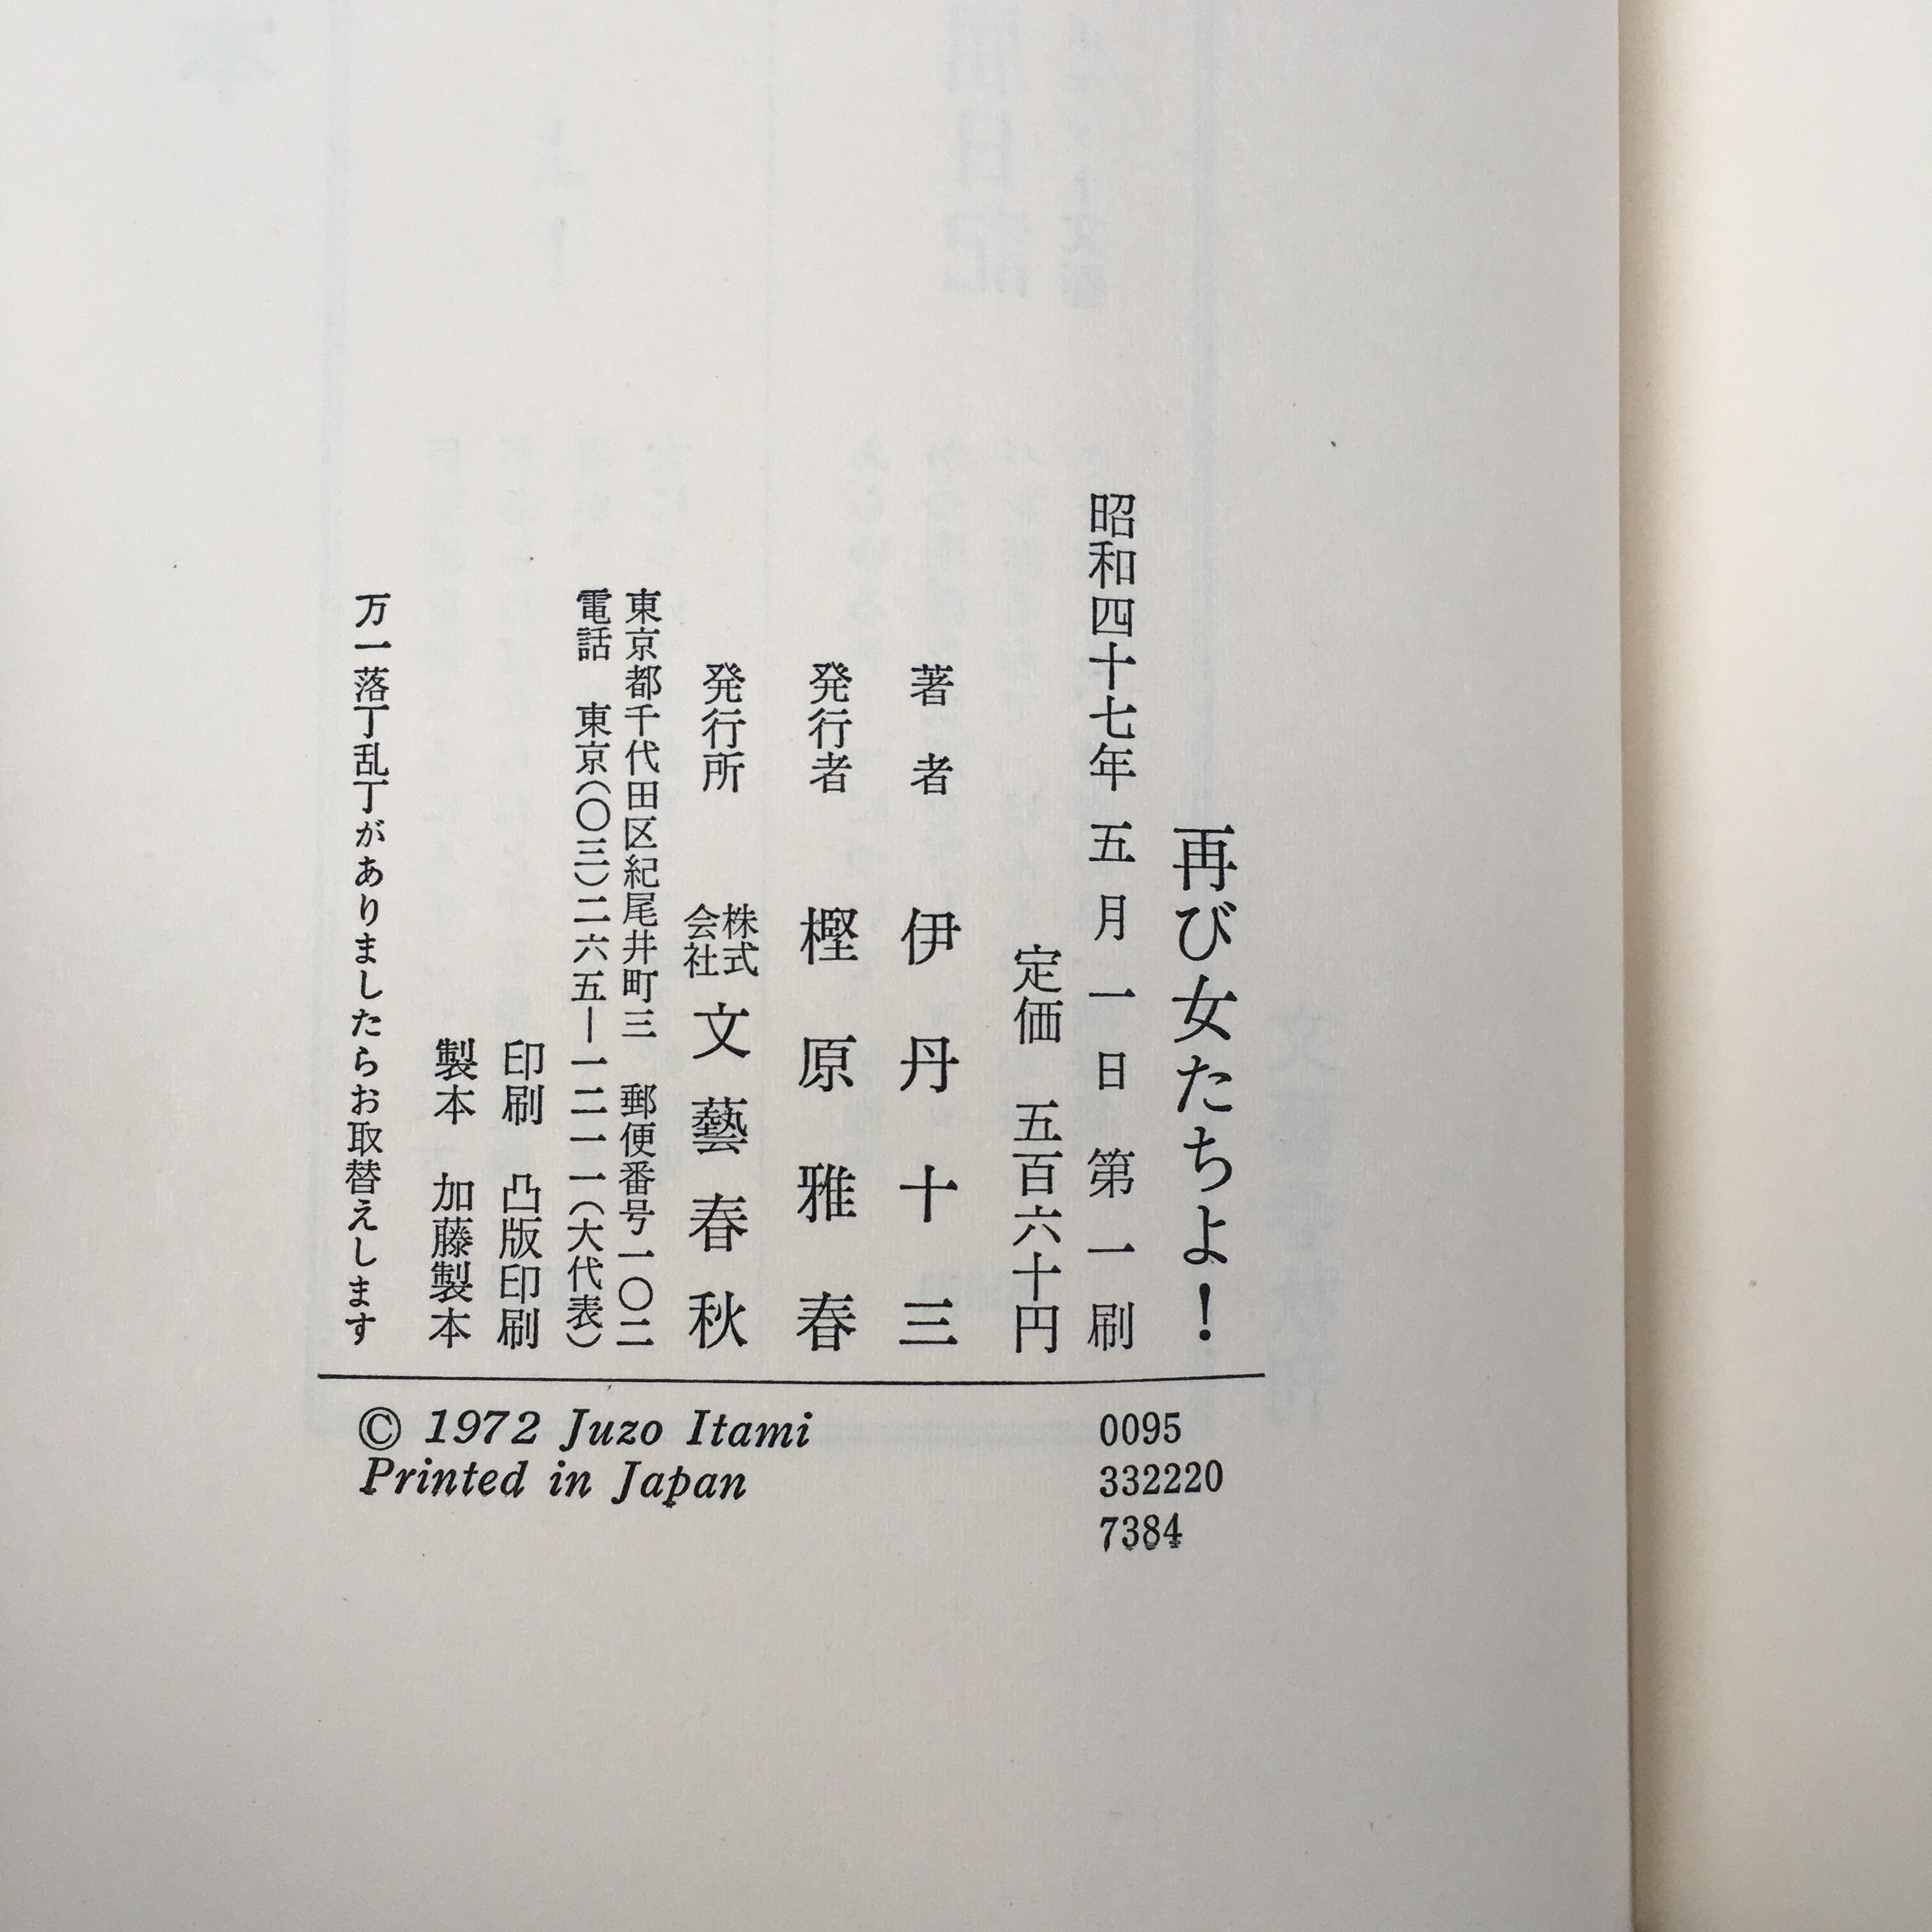 再び女たちよ！
昭和四十七年 五月一日 第一刷
定価 五百六十円
著者 伊丹十三
発行者 樫原雅春
発行所 株式会社 文藝春秋
東京都千代田区紀尾井町三 郵便番号一〇二
電話 東京(〇三)二六五―一二一一(大代表)
印刷 凸版印刷
製本 加藤製本
万一落丁乱丁がありましたらお取替えします
© 1972 Juzo Itami
Printed in Japan
0095
332220
7384